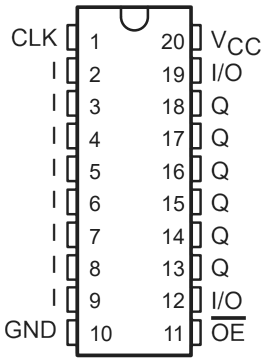 CLK 1 20 VCC
I 2 19 I/O
I 3 18 Q
I 4 17 Q
I 5 16 Q
I 6 15 Q
I 7 14 Q
I 8 13 Q
I 9 12 I/O
GND 10 11 O̅E̅